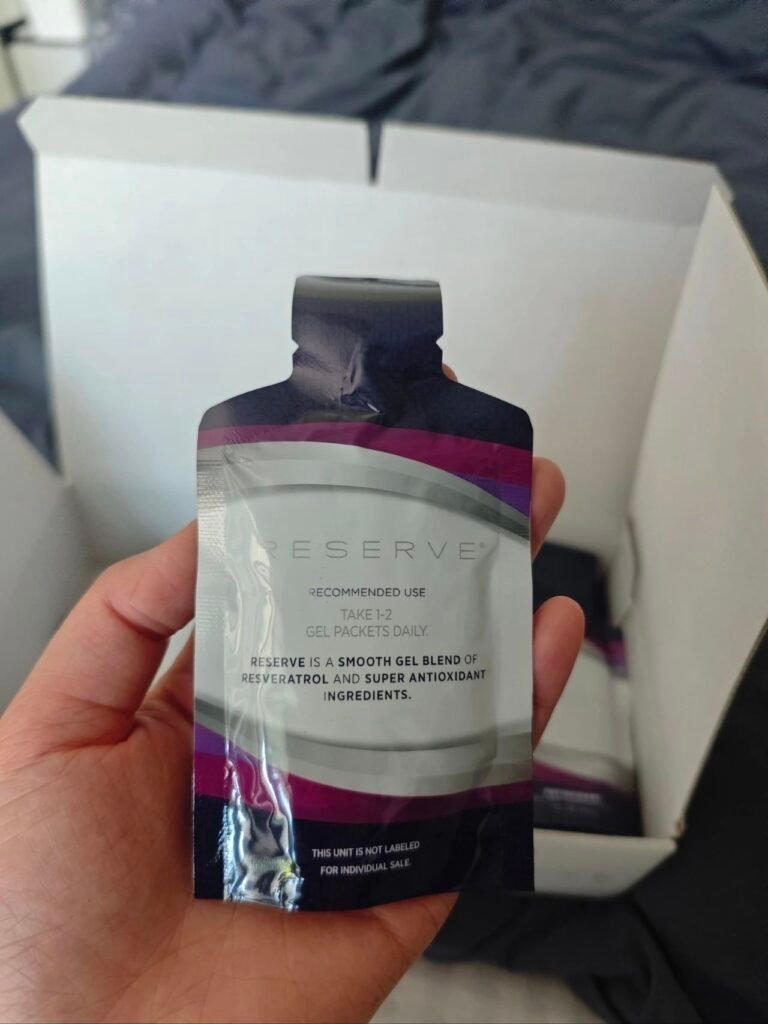 RESERVE®
RECOMMENDED USE
TAKE 1-2
GEL PACKETS DAILY.
RESERVE IS A SMOOTH GEL BLEND OF
RESVERATROL AND SUPER ANTIOXIDANT
INGREDIENTS.
THIS UNIT IS NOT LABELED
FOR INDIVIDUAL SALE.